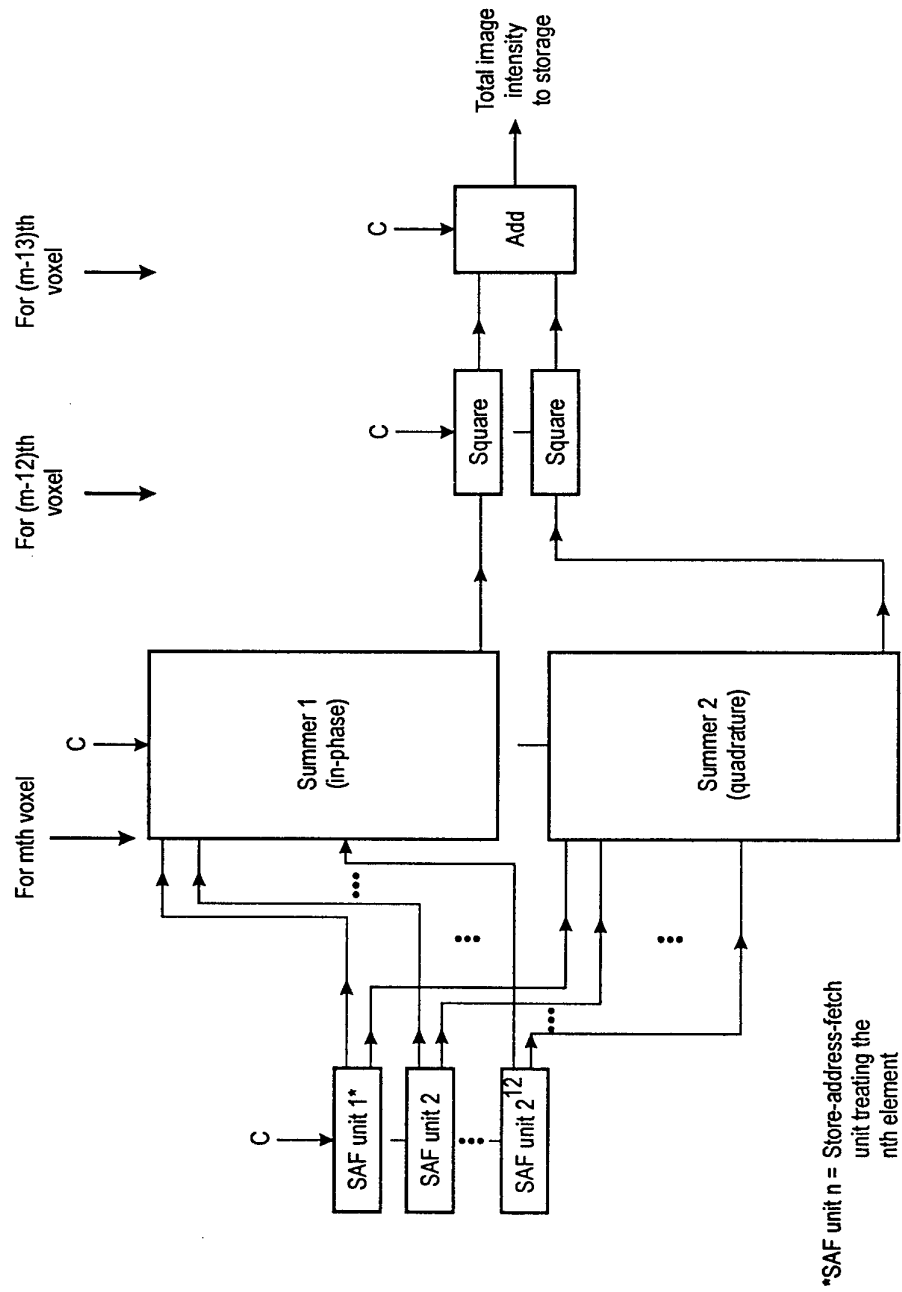 For mth voxel
For (m-12)th
voxel
For (m-13)th
voxel
C
SAF unit 1*
SAF unit 2
SAF unit 2¹²
C
Summer 1
(in-phase)
Summer 2
(quadrature)
C
Square
Square
C
Add
Total image
intensity
to storage
*SAF unit n = Store-address-fetch
unit treating the
nth element